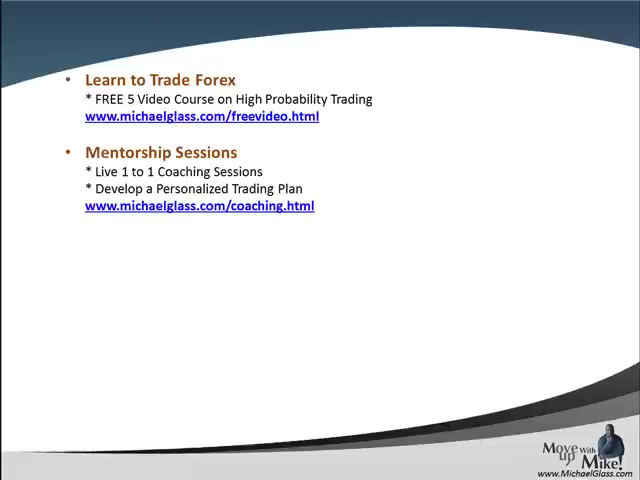 • Learn to Trade Forex
* FREE 5 Video Course on High Probability Trading
www.michaelglass.com/freevideo.html
• Mentorship Sessions
* Live 1 to 1 Coaching Sessions
* Develop a Personalized Trading Plan
www.michaelglass.com/coaching.html
Move up With Mike!
www.MichaelGlass.com